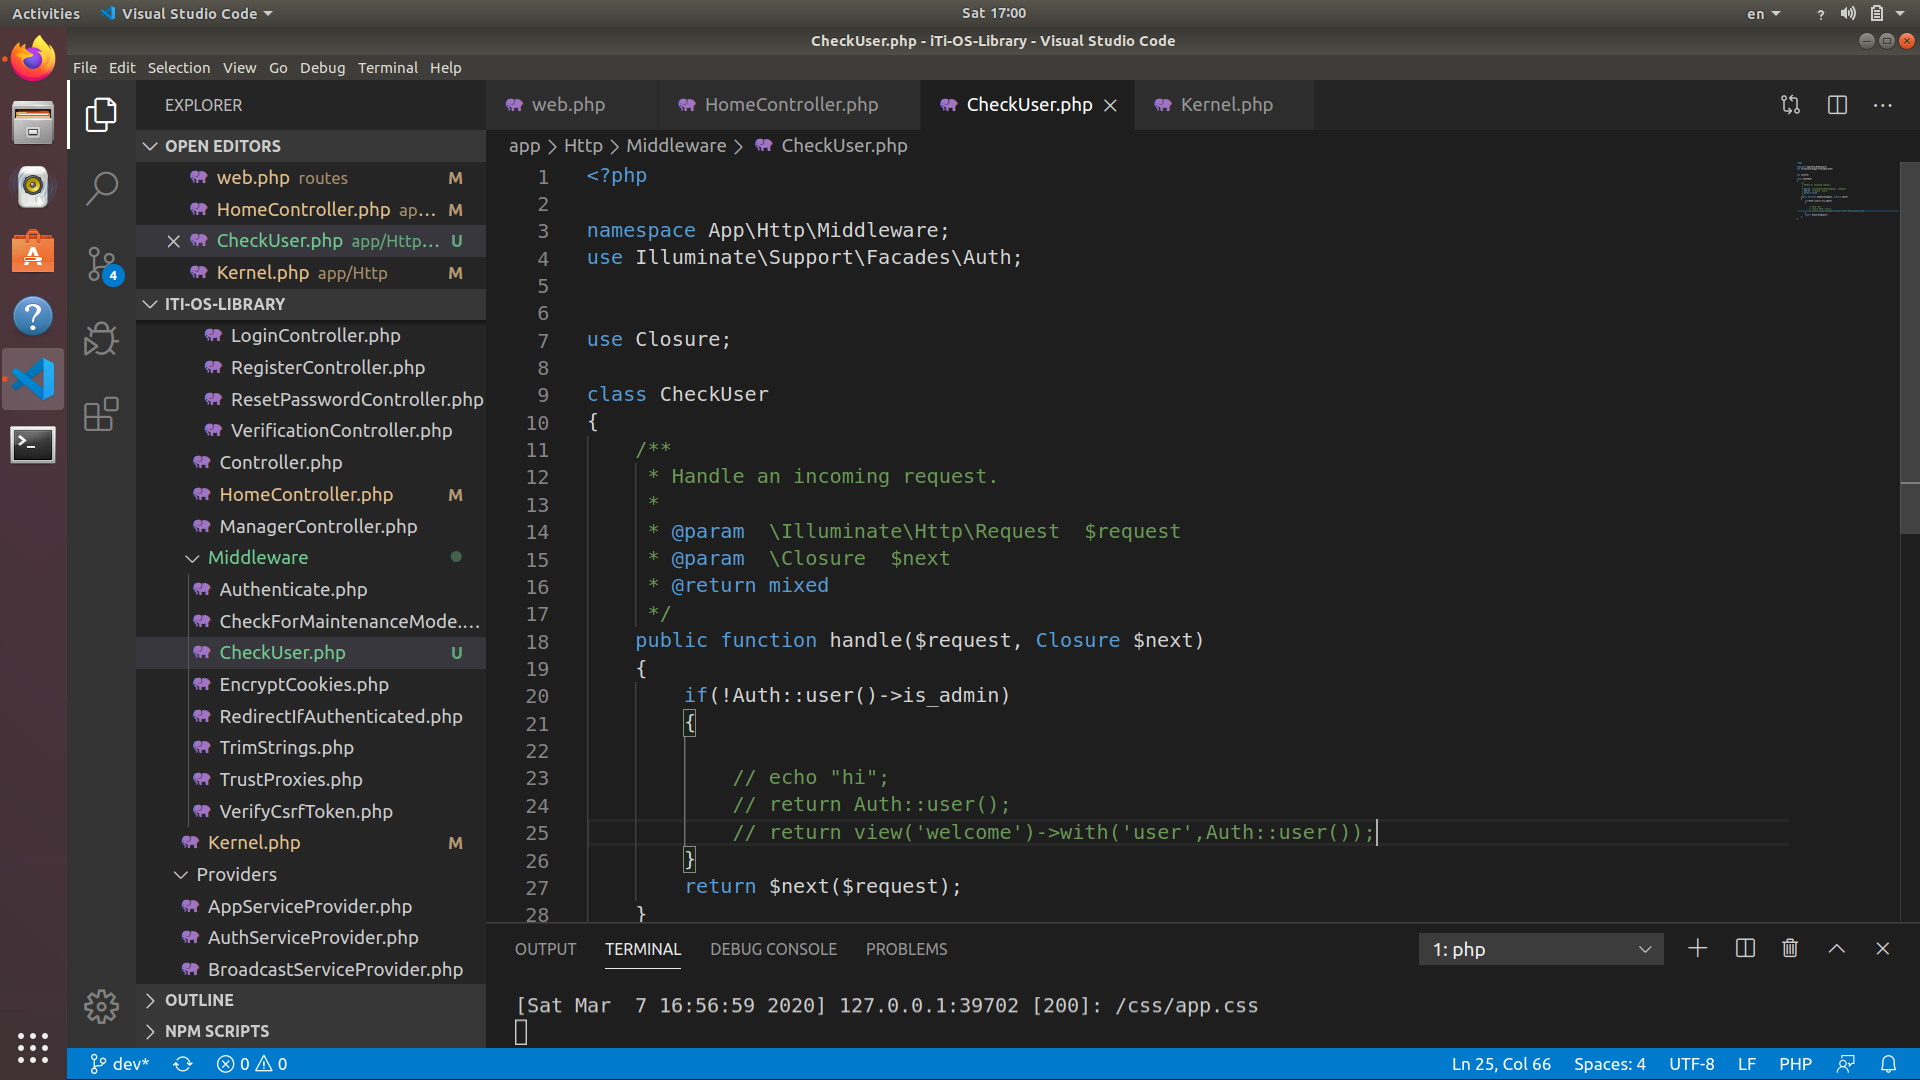 Activities
Visual Studio Code
Sat 17:00
en
CheckUser.php - iTi-OS-Library - Visual Studio Code
File Edit Selection View Go Debug Terminal Help
EXPLORER
OPEN EDITORS
web.php routes M
HomeController.php ap... M
CheckUser.php app/Http... U
Kernel.php app/Http M
ITI-OS-LIBRARY
LoginController.php
RegisterController.php
ResetPasswordController.php
VerificationController.php
Controller.php
HomeController.php M
ManagerController.php
Middleware
Authenticate.php
CheckForMaintenanceMode....
CheckUser.php U
EncryptCookies.php
RedirectIfAuthenticated.php
TrimStrings.php
TrustProxies.php
VerifyCsrfToken.php
Kernel.php M
Providers
AppServiceProvider.php
AuthServiceProvider.php
BroadcastServiceProvider.php
OUTLINE
NPM SCRIPTS
4
web.php
HomeController.php
CheckUser.php
Kernel.php
app > Http > Middleware > CheckUser.php
1 <?php
2
3 namespace App\Http\Middleware;
4 use Illuminate\Support\Facades\Auth;
5
6
7 use Closure;
8
9 class CheckUser
10 {
11 /**
12 * Handle an incoming request.
13 *
14 * @param  \Illuminate\Http\Request  $request
15 * @param  \Closure  $next
16 * @return mixed
17 */
18 public function handle($request, Closure $next)
19 {
20 if(!Auth::user()->is_admin)
21 {
22
23 // echo "hi";
24 // return Auth::user();
25 // return view('welcome')->with('user',Auth::user());
26 }
27 return $next($request);
28 }
OUTPUT TERMINAL DEBUG CONSOLE PROBLEMS
1: php
[Sat Mar  7 16:56:59 2020] 127.0.0.1:39702 [200]: /css/app.css
dev*
0 0
Ln 25, Col 66
Spaces: 4
UTF-8
LF
PHP